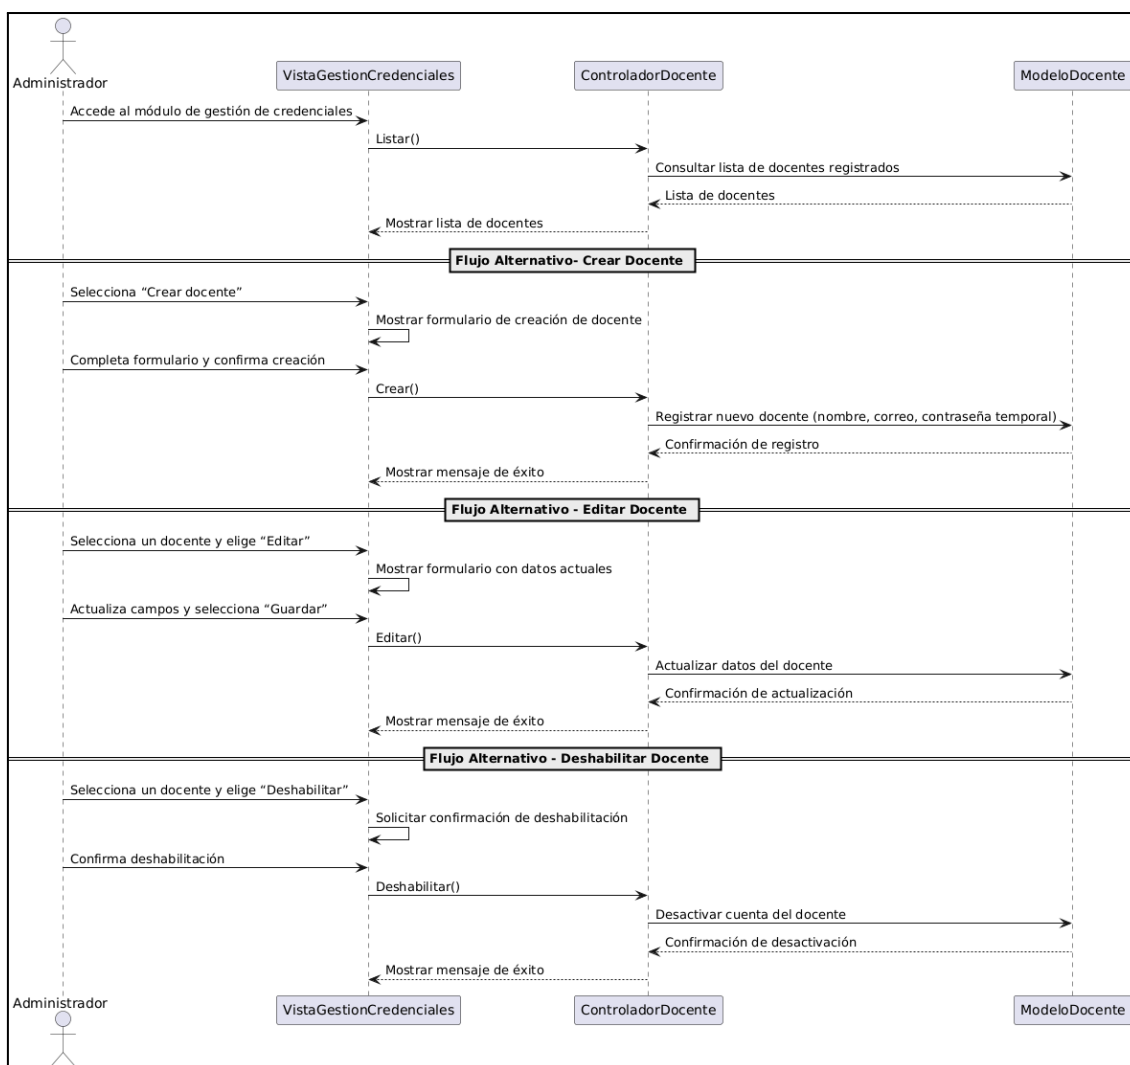 Administrador
VistaGestionCredenciales
ControladorDocente
ModeloDocente
Accede al módulo de gestión de credenciales
Listar()
Consultar lista de docentes registrados
Lista de docentes
Mostrar lista de docentes
Flujo Alternativo- Crear Docente
Selecciona “Crear docente”
Mostrar formulario de creación de docente
Completa formulario y confirma creación
Crear()
Registrar nuevo docente (nombre, correo, contraseña temporal)
Confirmación de registro
Mostrar mensaje de éxito
Flujo Alternativo - Editar Docente
Selecciona un docente y elige “Editar”
Mostrar formulario con datos actuales
Actualiza campos y selecciona “Guardar”
Editar()
Actualizar datos del docente
Confirmación de actualización
Mostrar mensaje de éxito
Flujo Alternativo - Deshabilitar Docente
Selecciona un docente y elige “Deshabilitar”
Solicitar confirmación de deshabilitación
Confirma deshabilitación
Deshabilitar()
Desactivar cuenta del docente
Confirmación de desactivación
Mostrar mensaje de éxito
Administrador
VistaGestionCredenciales
ControladorDocente
ModeloDocente